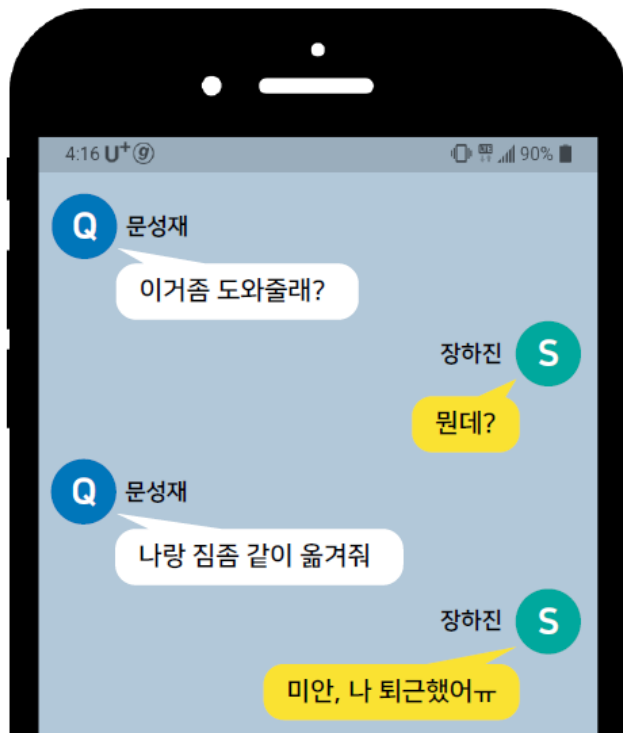 4:16 U+ g 90%
Q 문성재
이거좀 도와줄래?
장하진 S
뭔데?
Q 문성재
나랑 짐좀 같이 옮겨줘
장하진 S
미안, 나 퇴근했어ㅠ